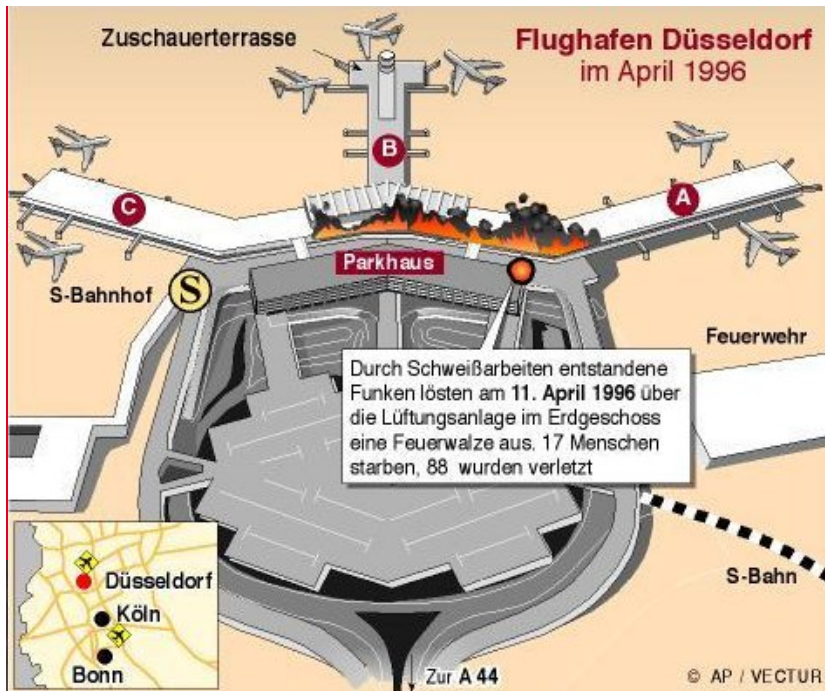 Zuschauerterrasse
Flughafen Düsseldorf
im April 1996
B
C
A
Parkhaus
S-Bahnhof
S
Feuerwehr
Durch Schweißarbeiten entstandene
Funken lösten am 11. April 1996 über
die Lüftungsanlage im Erdgeschoss
eine Feuerwalze aus. 17 Menschen
starben, 88 wurden verletzt
Düsseldorf
Köln
Bonn
S-Bahn
Zur A 44
© AP / VECTUR